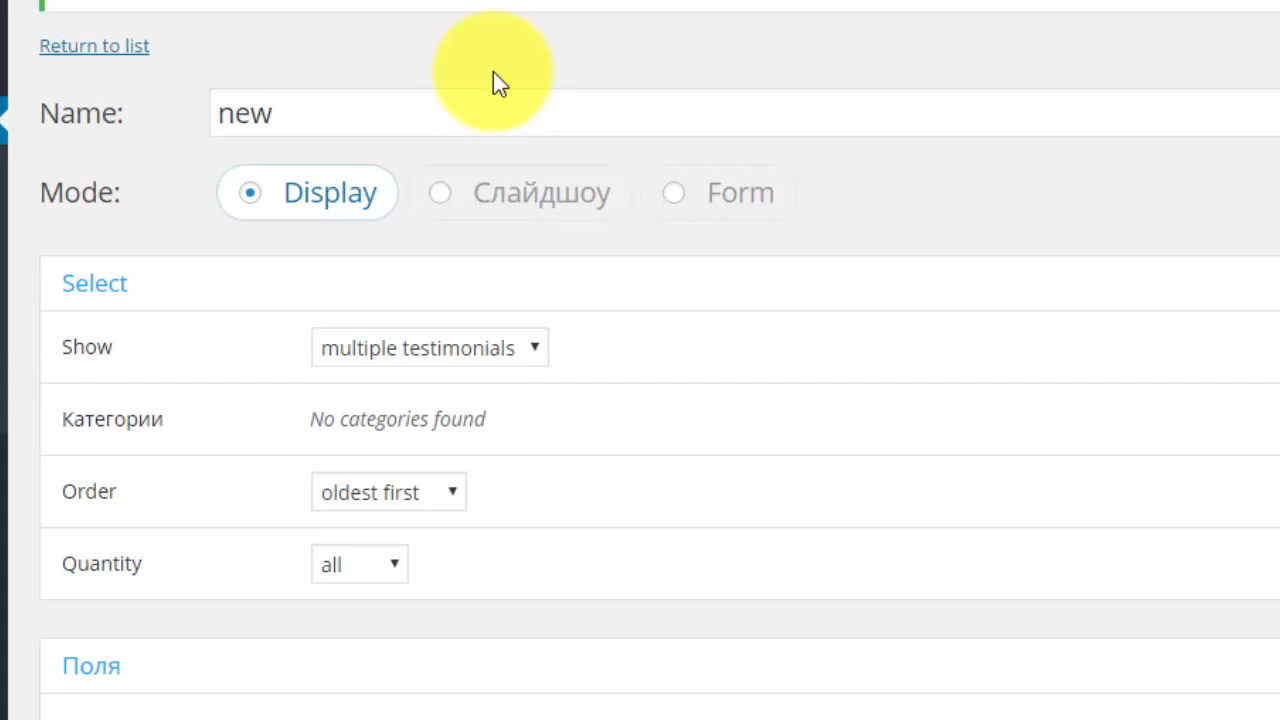 Return to list
Name: new
Mode: Display Слайдшоу Form
Select
Show multiple testimonials
Категории No categories found
Order oldest first
Quantity all
Поля